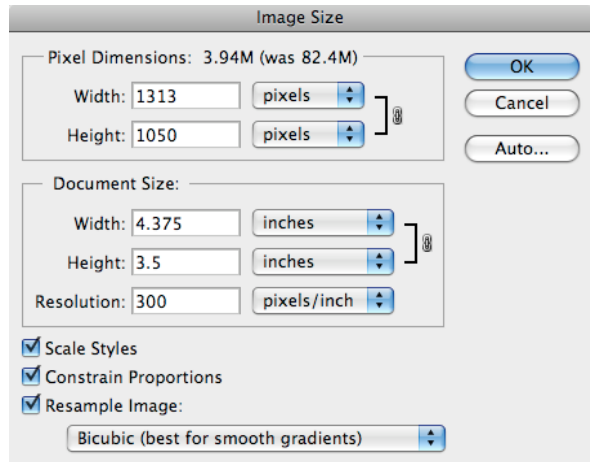 Image Size
Pixel Dimensions: 3.94M (was 82.4M)
Width: 1313 pixels
Height: 1050 pixels
OK
Cancel
Auto...
Document Size:
Width: 4.375 inches
Height: 3.5 inches
Resolution: 300 pixels/inch
Scale Styles
Constrain Proportions
Resample Image:
Bicubic (best for smooth gradients)